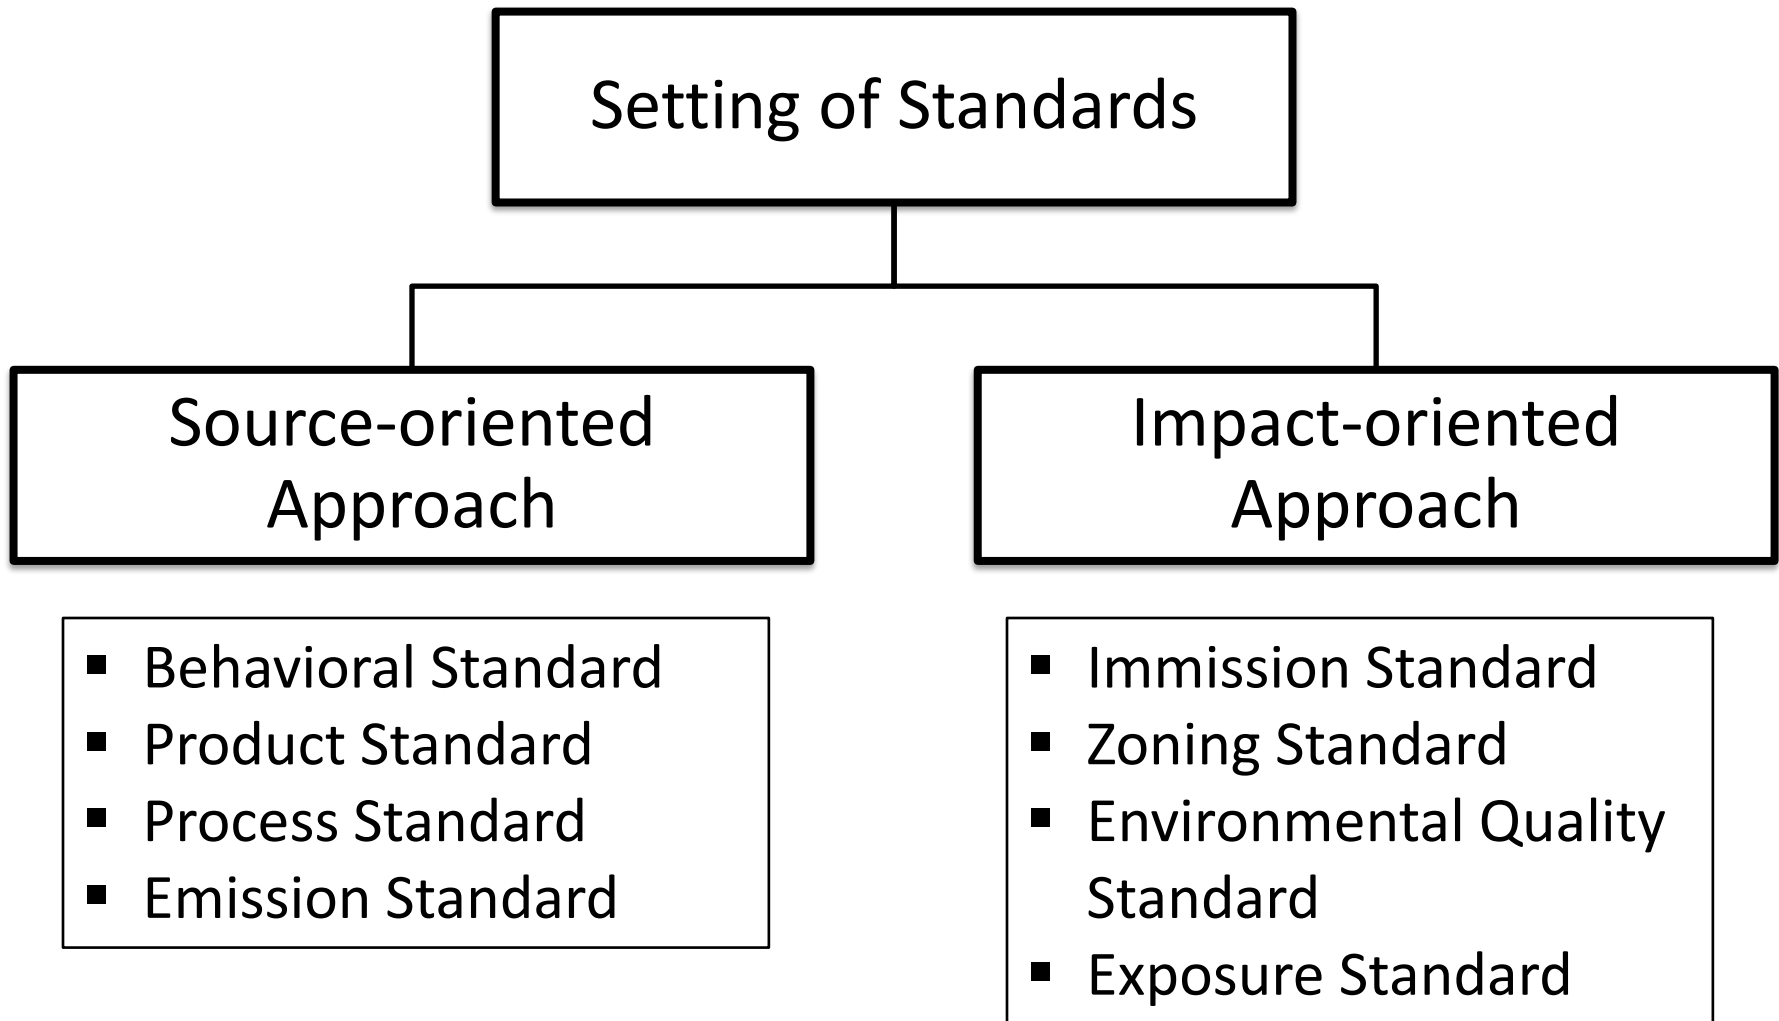 Setting of Standards
Source-oriented
Approach
Impact-oriented
Approach
▪ Behavioral Standard
▪ Product Standard
▪ Process Standard
▪ Emission Standard
▪ Immission Standard
▪ Zoning Standard
▪ Environmental Quality
Standard
▪ Exposure Standard